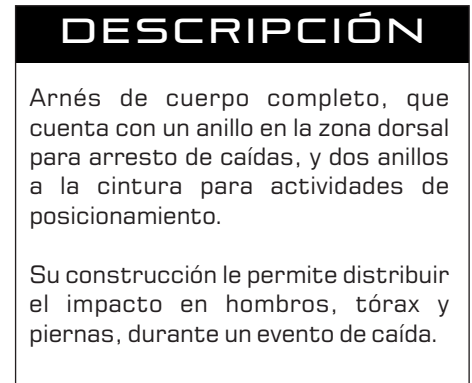 DESCRIPCIÓN
Arnés de cuerpo completo, que
cuenta con un anillo en la zona dorsal
para arresto de caídas, y dos anillos
a la cintura para actividades de
posicionamiento.
Su construcción le permite distribuir
el impacto en hombros, tórax y
piernas, durante un evento de caída.